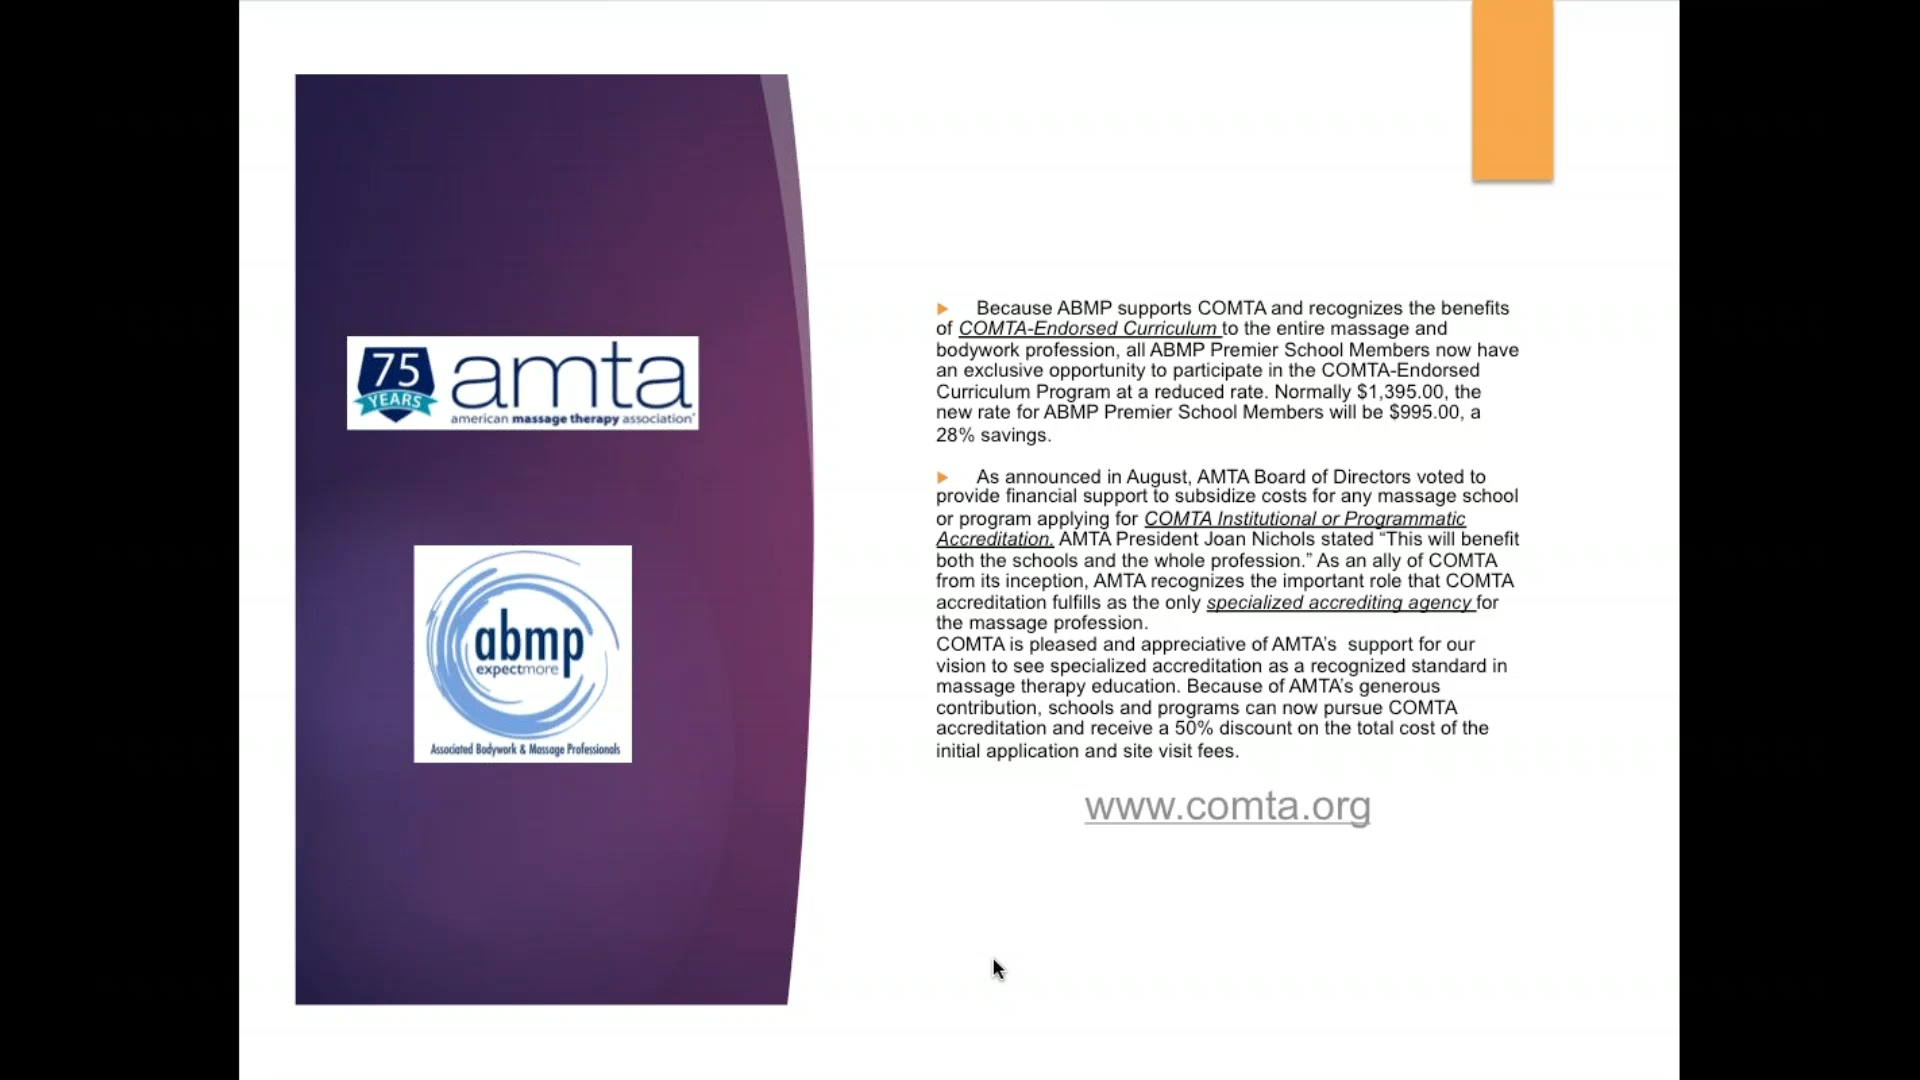 75
YEARS
amta
american massage therapy association®
abmp
expectmore
Associated Bodywork & Massage Professionals
Because ABMP supports COMTA and recognizes the benefits
of COMTA-Endorsed Curriculum to the entire massage and
bodywork profession, all ABMP Premier School Members now have
an exclusive opportunity to participate in the COMTA-Endorsed
Curriculum Program at a reduced rate. Normally $1,395.00, the
new rate for ABMP Premier School Members will be $995.00, a
28% savings.
As announced in August, AMTA Board of Directors voted to
provide financial support to subsidize costs for any massage school
or program applying for COMTA Institutional or Programmatic
Accreditation. AMTA President Joan Nichols stated “This will benefit
both the schools and the whole profession.” As an ally of COMTA
from its inception, AMTA recognizes the important role that COMTA
accreditation fulfills as the only specialized accrediting agency for
the massage profession.
COMTA is pleased and appreciative of AMTA’s  support for our
vision to see specialized accreditation as a recognized standard in
massage therapy education. Because of AMTA’s generous
contribution, schools and programs can now pursue COMTA
accreditation and receive a 50% discount on the total cost of the
initial application and site visit fees.
www.comta.org